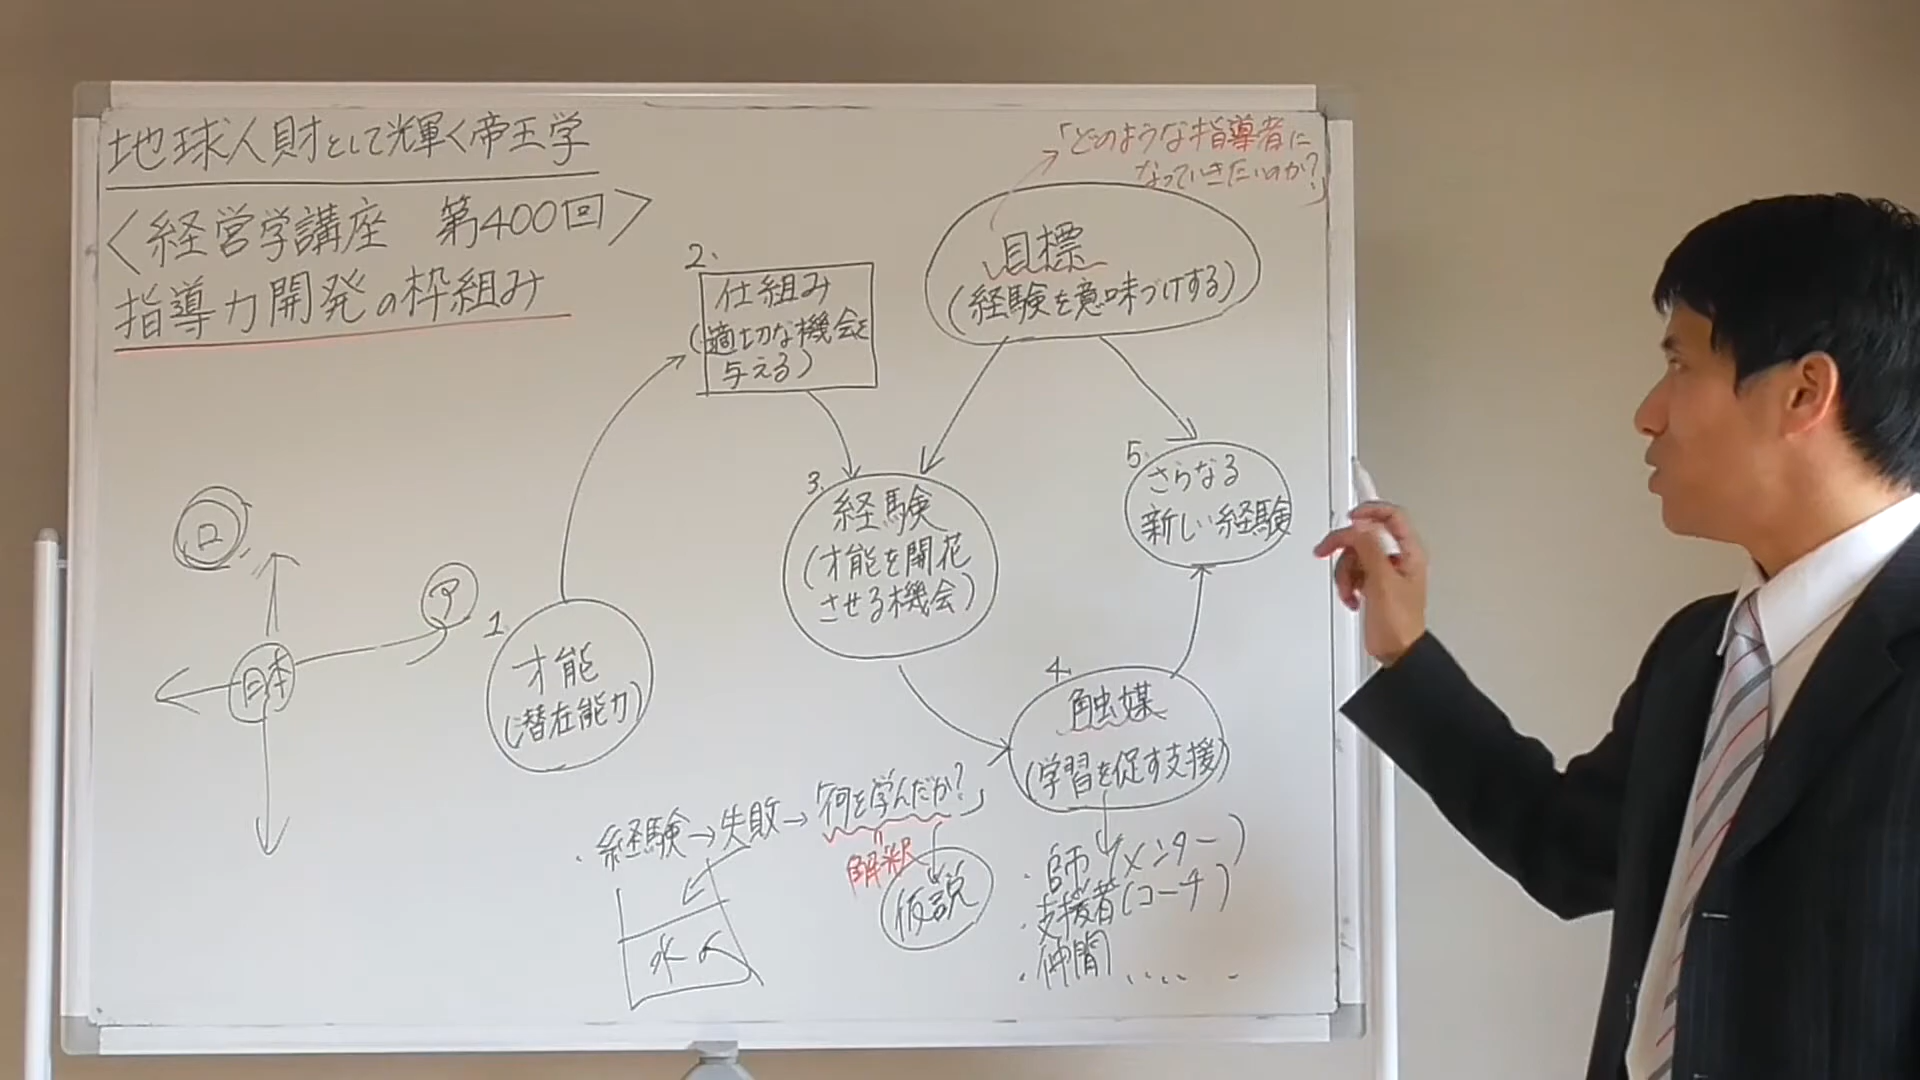 地球人財として輝く帝王学
〈経営学講座 第400回〉
指導力開発の枠組み
「どのような指導者に
なっていきたいのか?」
目標
(経験を意味づけする)
2.
仕組み
(適切な機会を
与える)
3.
経験
(才能を開花
させる機会)
5.
さらなる
新しい経験
ロ
ア
日本
1.
才能
(潜在能力)
4.
触媒
(学習を促す支援)
・経験→失敗→「何を学んだか?」
解釈
仮説
水
・師(メンター)
・支援者(コーチ)
・仲間....